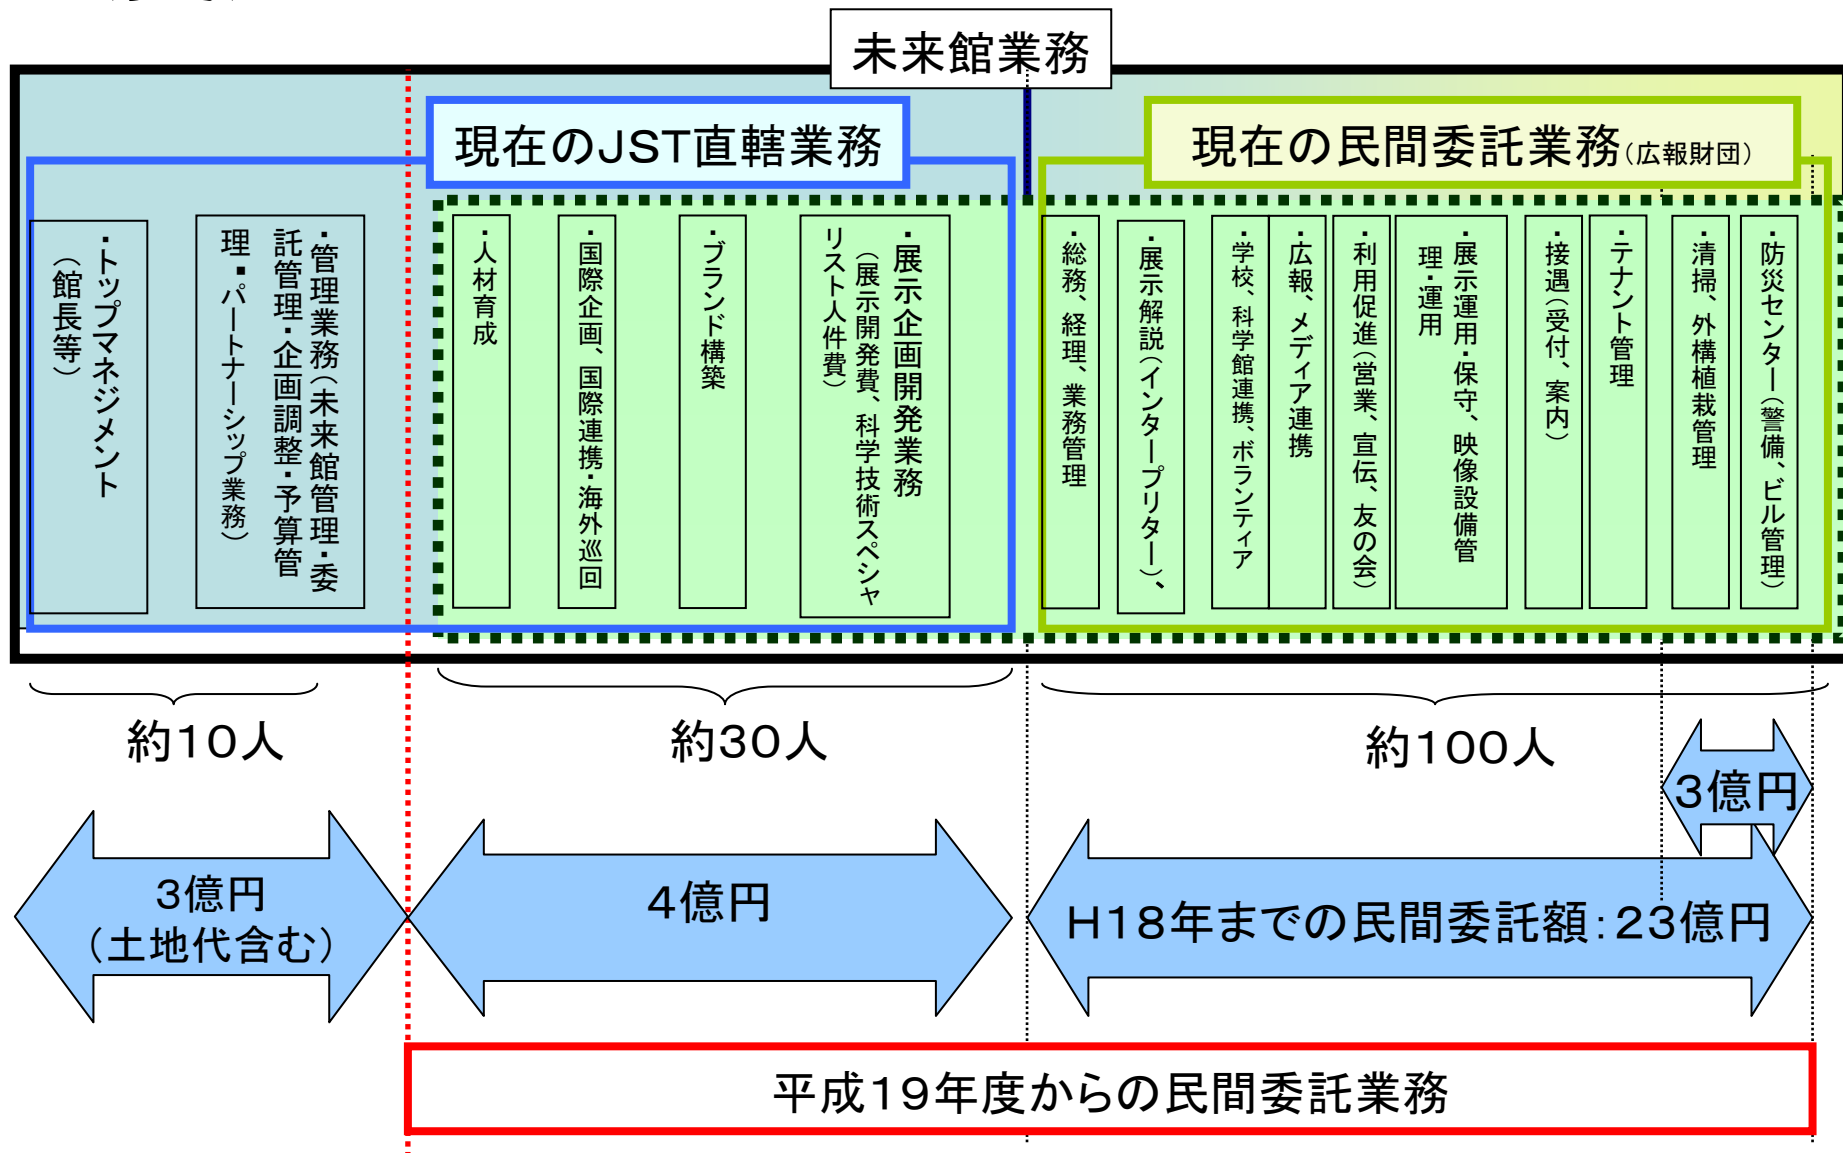 未来館業務
現在のJST直轄業務
現在の民間委託業務(広報財団)
・トップマネジメント
(館長等)
・管理業務(未来館管理・委
託管理・企画調整・予算管
理・パートナーシップ業務)
・人材育成
・国際企画、国際連携・海外巡回
・ブランド構築
・展示企画開発業務
(展示開発費、科学技術スペシャ
リスト人件費)
・総務、経理、業務管理
・展示解説(インタープリター)、
・学校、科学館連携、ボランティア
・広報、メディア連携
・利用促進(営業、宣伝、友の会)
・展示運用・保守、映像設備管
理・運用
・接遇(受付、案内)
・テナント管理
・清掃、外構植栽管理
・防災センター(警備、ビル管理)
約10人
約30人
約100人
3億円
3億円
(土地代含む)
4億円
H18年までの民間委託額:23億円
平成19年度からの民間委託業務